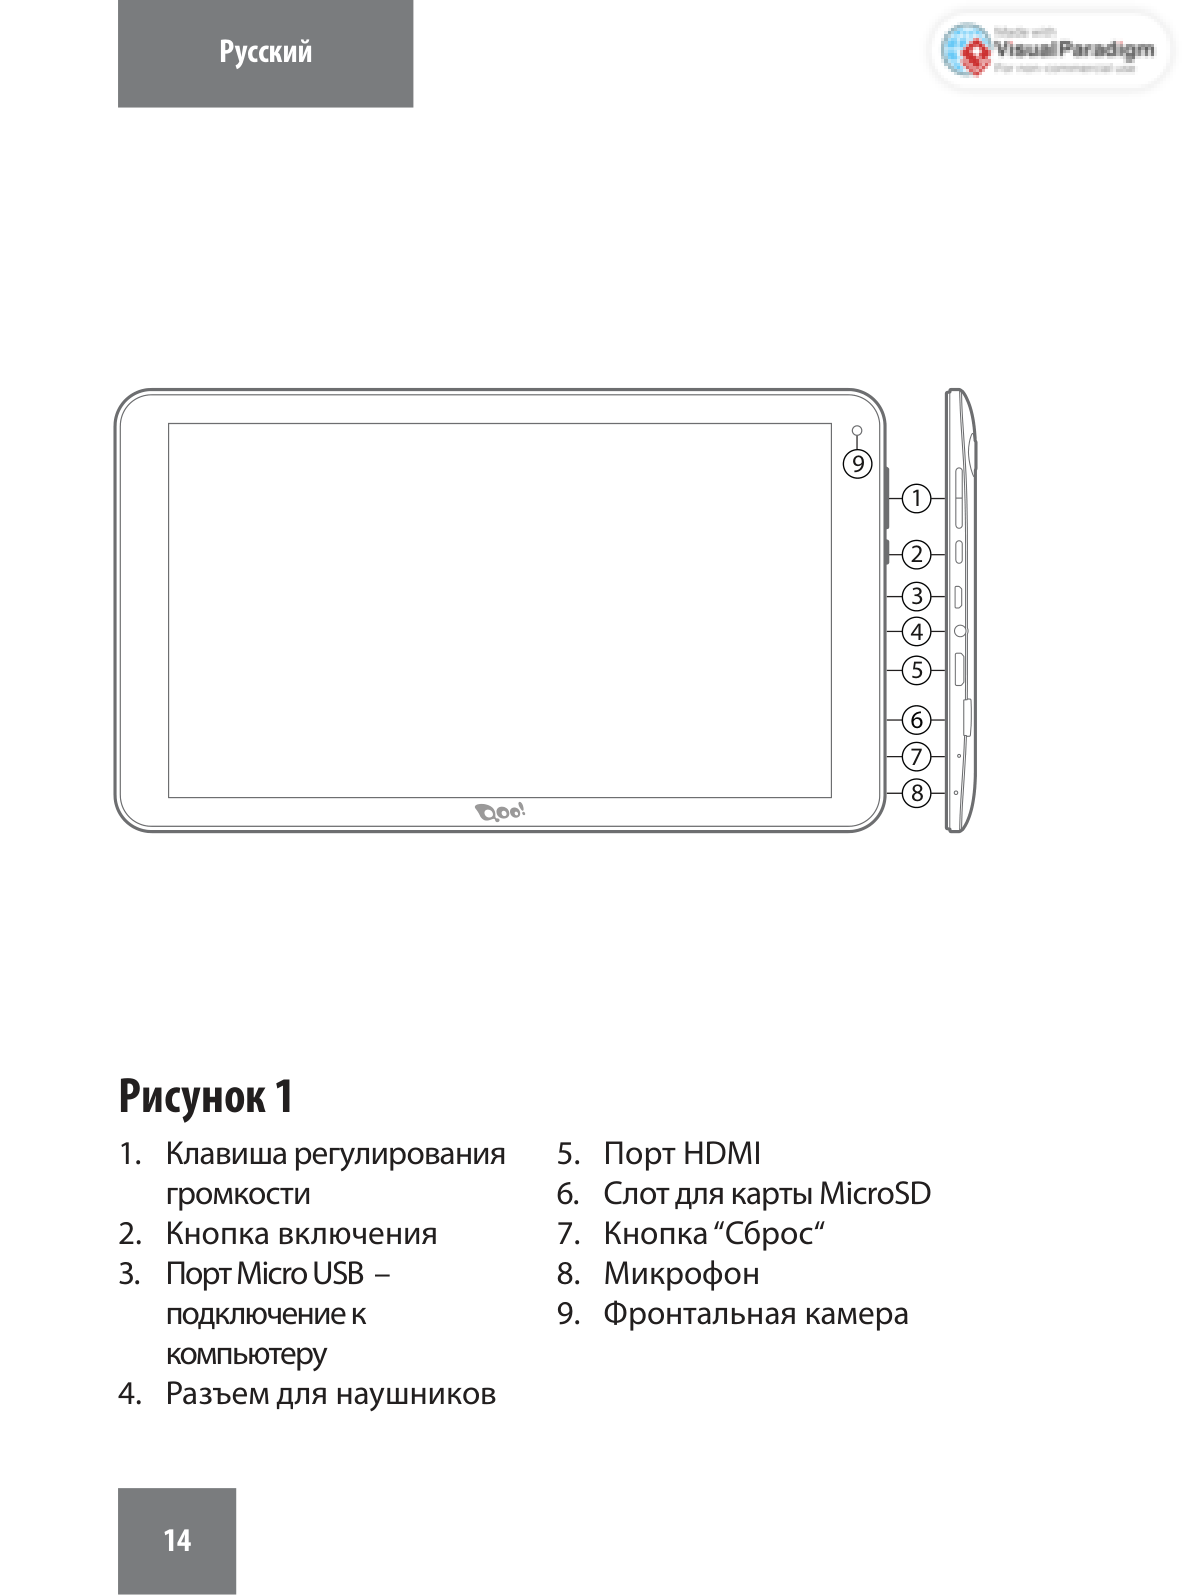 Русский
Made with
Visual Paradigm
For non-commercial use
9
1
2
3
4
5
6
7
8
Qoo!
Рисунок 1
1. Клавиша регулирования
громкости
2. Кнопка включения
3. Порт Micro USB –
подключение к
компьютеру
4. Разъем для наушников
5. Порт HDMI
6. Слот для карты MicroSD
7. Кнопка “Сброс“
8. Микрофон
9. Фронтальная камера
14